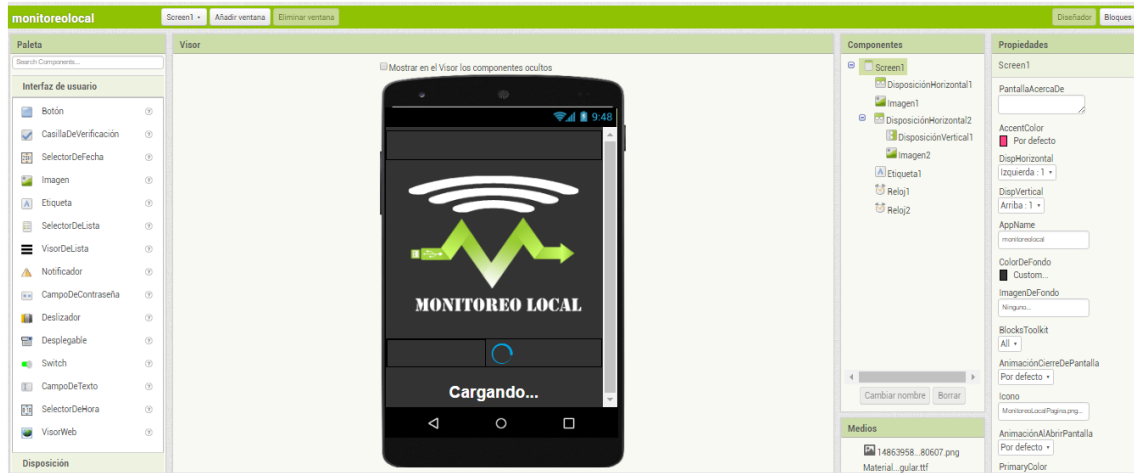 monitoreolocal
Screen1
Añadir ventana
Eliminar ventana
Diseñador
Bloques
Paleta
Search Components...
Interfaz de usuario
Botón
CasillaDeVerificación
SelectorDeFecha
Imagen
Etiqueta
SelectorDeLista
VisorDeLista
Notificador
CampoDeContraseña
Deslizador
Desplegable
Switch
CampoDeTexto
SelectorDeHora
VisorWeb
Disposición
Visor
Mostrar en el Visor los componentes ocultos
9:48
MONITOREO LOCAL
Cargando...
Componentes
Screen1
DisposiciónHorizontal1
Imagen1
DisposiciónHorizontal2
DisposiciónVertical1
Imagen2
Etiqueta1
Reloj1
Reloj2
Cambiar nombre
Borrar
Medios
14863958...80607.png
Material...gular.ttf
Propiedades
Screen1
PantallaAcercaDe
AccentColor
Por defecto
DispHorizontal
Izquierda : 1
DispVertical
Arriba : 1
AppName
monitoreolocal
ColorDeFondo
Custom...
ImagenDeFondo
Ninguno...
BlocksToolkit
All
AnimaciónCierreDePantalla
Por defecto
Icono
MonitoreoLocalPagina.png...
AnimaciónAlAbrirPantalla
Por defecto
PrimaryColor